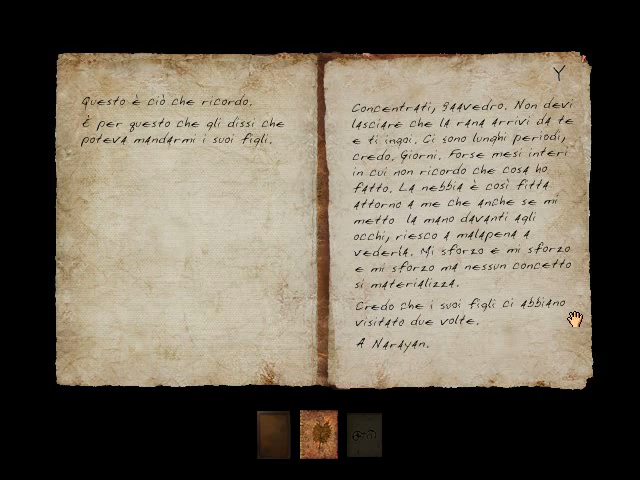 Questo è ciò che ricordo.
È per questo che gli dissi che
poteva mandarmi i suoi figli.
Y
Concentrati, Saavedro. Non devi
lasciare che la rana arrivi da te
e ti ingoi. Ci sono lunghi periodi,
credo. Giorni. Forse mesi interi
in cui non ricordo che cosa ho
fatto. La nebbia è così fitta
attorno a me che anche se mi
metto la mano davanti agli
occhi, riesco a malapena a
vederla. Mi sforzo e mi sforzo
e mi sforzo ma nessun concetto
si materializza.
Credo che i suoi figli ci abbiano
visitato due volte.
A Narayan.